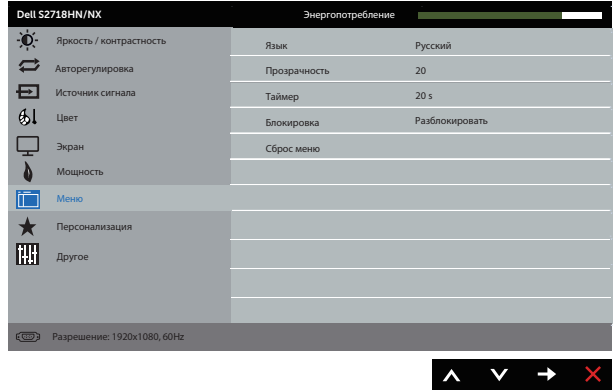 Dell S2718HN/NX Энергопотребление
Яркость / контрастность
Авторегулировка
Источник сигнала
Цвет
Экран
Мощность
Меню
Персонализация
Другое
Язык Русский
Прозрачность 20
Таймер 20 s
Блокировка Разблокировать
Сброс меню
Разрешение: 1920x1080, 60Hz